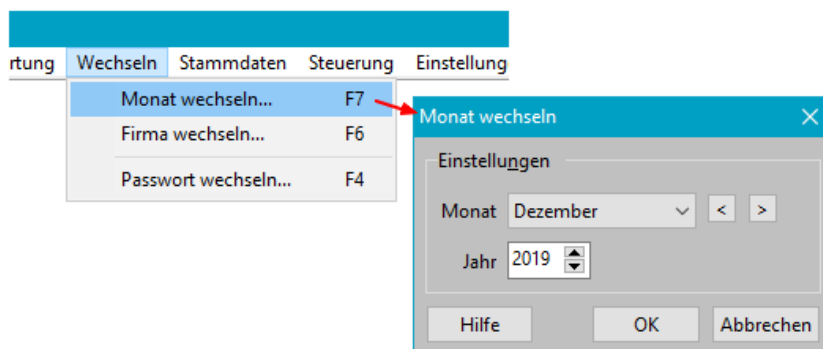 rtung Wechseln Stammdaten Steuerung Einstellung
Monat wechseln... F7
Firma wechseln... F6
Passwort wechseln... F4
Monat wechseln
Einstellungen
Monat Dezember < >
Jahr 2019
Hilfe OK Abbrechen